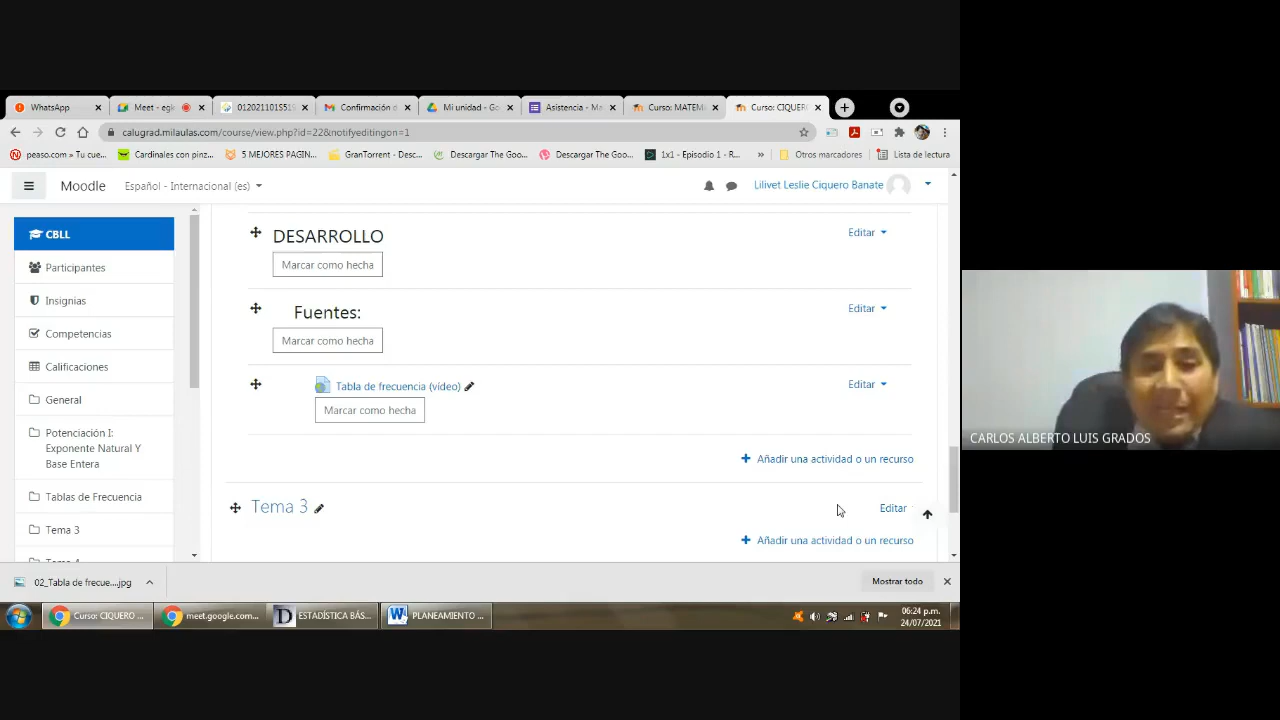 WhatsApp
Meet - egk
012021101S519
Confirmación d
Mi unidad - Go
Asistencia - Ma
Curso: MATEM
Curso: CIQUER
calugrad.milaulas.com/course/view.php?id=22&notifyeditingon=1
peaso.com » Tu cue...
Cardinales con pinz...
5 MEJORES PAGIN...
GranTorrent - Desc...
Descargar The Goo...
Descargar The Goo...
1x1 - Episodio 1 - R...
»
Otros marcadores
Lista de lectura
Moodle
Español - Internacional (es)
Lilivet Leslie Ciquero Banate
CBLL
Participantes
Insignias
Competencias
Calificaciones
General
Potenciación I:
Exponente Natural Y
Base Entera
Tablas de Frecuencia
Tema 3
DESARROLLO
Editar
Marcar como hecha
Fuentes:
Editar
Marcar como hecha
Tabla de frecuencia (vídeo)
Editar
Marcar como hecha
Añadir una actividad o un recurso
Tema 3
Editar
Añadir una actividad o un recurso
CARLOS ALBERTO LUIS GRADOS
02_Tabla de frecue....jpg
Mostrar todo
Curso: CIQUERO ...
meet.google.com...
ESTADÍSTICA BÁS...
PLANEAMIENTO ...
06:24 p.m.
24/07/2021